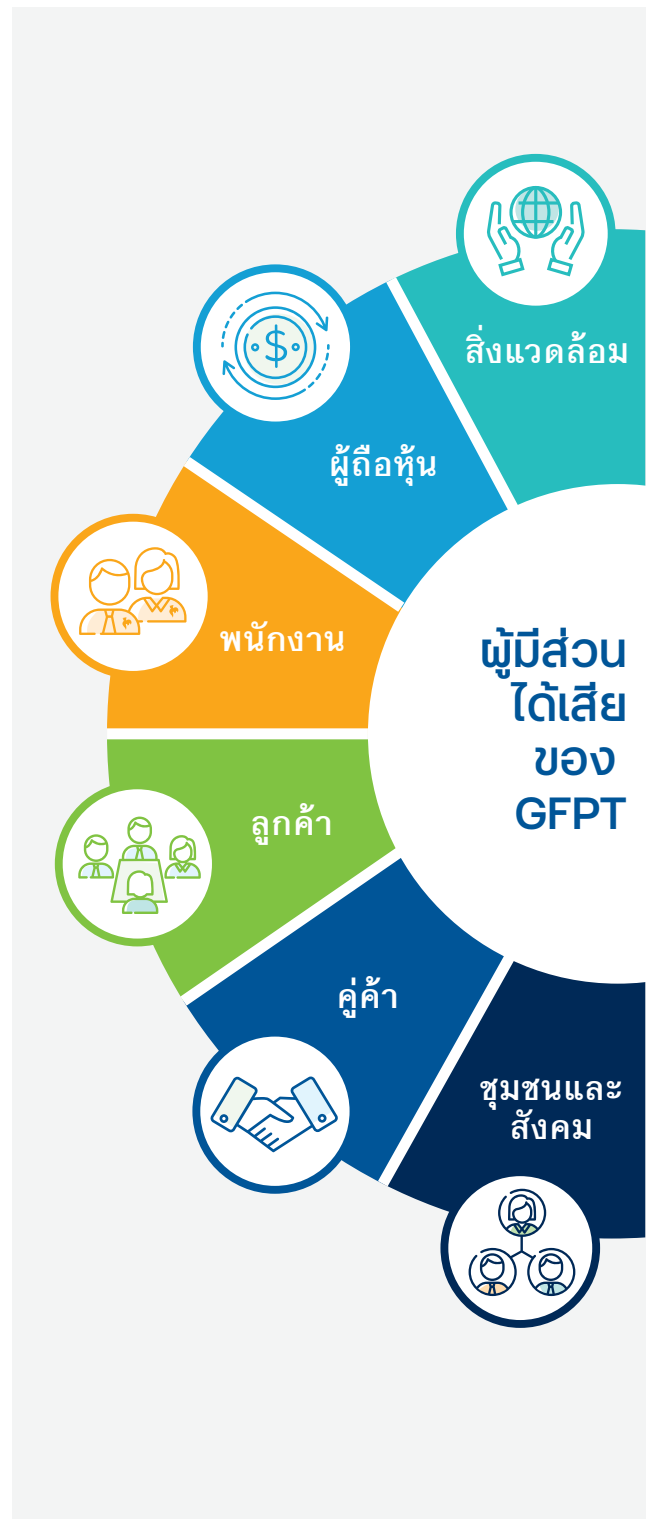 สิ่งแวดล้อม
ผู้ถือหุ้น
พนักงาน
ลูกค้า
คู่ค้า
ชุมชนและ
สังคม
ผู้มีส่วน
ได้เสีย
ของ
GFPT